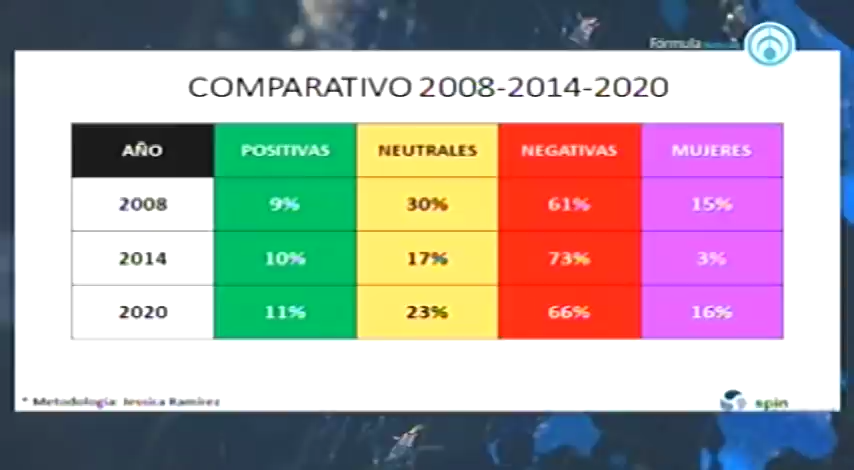 Fórmula
COMPARATIVO 2008-2014-2020
AÑO POSITIVAS NEUTRALES NEGATIVAS MUJERES
2008 9% 30% 61% 15%
2014 10% 17% 73% 3%
2020 11% 23% 66% 16%
* Metodología: Jessica Ramírez
spin